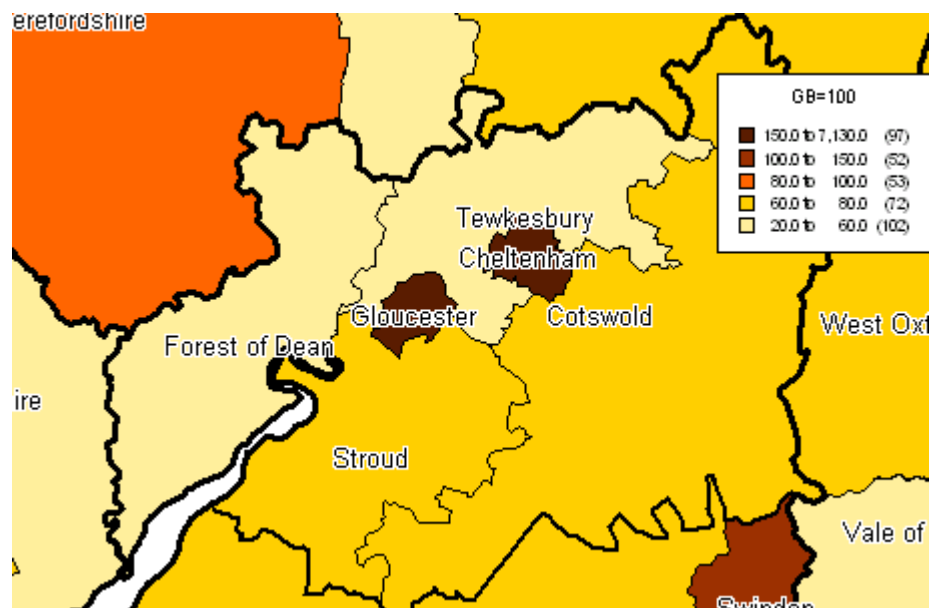 erefordshire
GB=100
150.0 to 7,130.0 (97)
100.0 to 150.0 (52)
80.0 to 100.0 (53)
60.0 to 80.0 (72)
20.0 to 60.0 (102)
Tewkesbury
Cheltenham
Gloucester
Cotswold
West Oxf
Forest of Dean
ire
Stroud
Vale of
Swindon